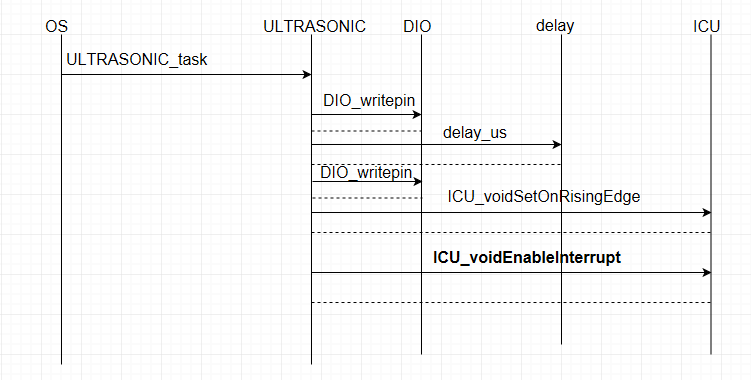 OS ULTRASONIC DIO delay ICU
ULTRASONIC_task
DIO_writepin
delay_us
DIO_writepin
ICU_voidSetOnRisingEdge
ICU_voidEnableInterrupt